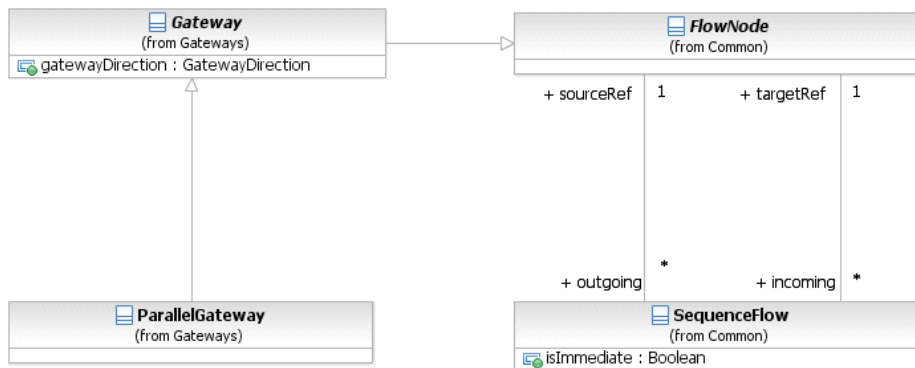 Gateway
(from Gateways)
gatewayDirection : GatewayDirection
FlowNode
(from Common)
+ sourceRef
1
+ targetRef
1
+ outgoing
*
+ incoming
*
ParallelGateway
(from Gateways)
SequenceFlow
(from Common)
isImmediate : Boolean